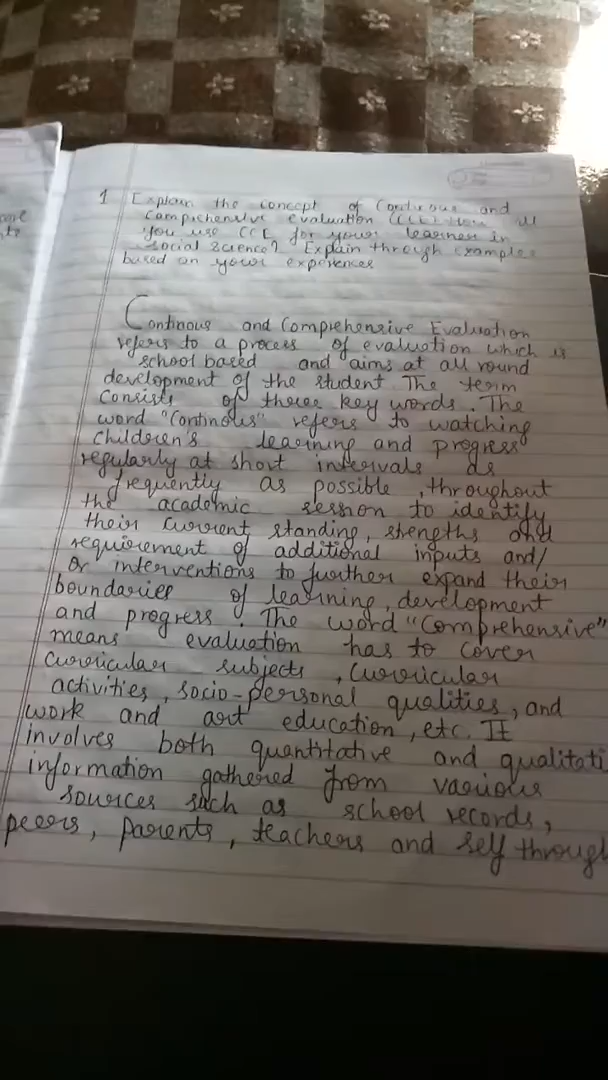 1 Explain the concept of Continous and
comprehensive evaluation (CCE) How
you use CCE for your learner in
social science? Explain through examples
based on your experiences
Continous and Comprehensive Evaluation
refers to a process of evaluation which is
school based and aims at all round
development of the student. The term
consists of three key words. The
word "Continous" refers to watching
children's learning and progress
regularly at short intervals as
frequently as possible, throughout
the academic session to identify
their current standing, strengths and
requirement of additional inputs and/
or interventions to further expand their
boundaries of learning, development
and progress. The word "Comprehensive"
means evaluation has to cover
curricular subjects, curricular
activities, socio-personal qualities, and
work and art education, etc. It
involves both quantitative and qualitati
information gathered from various
sources such as school records,
peers, parents, teachers and self through